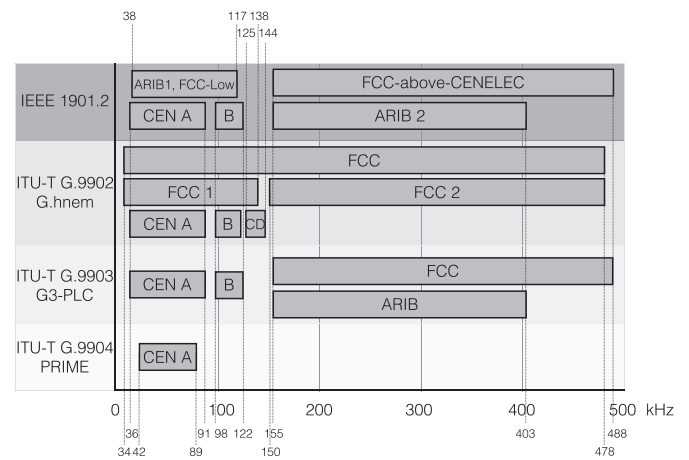 38
117 138
125 144
IEEE 1901.2
ARIB1, FCC-Low
FCC-above-CENELEC
CEN A
B
ARIB 2
ITU-T G.9902
G.hnem
FCC
FCC 1
FCC 2
CEN A
B
CD
ITU-T G.9903
G3-PLC
FCC
CEN A
B
ARIB
ITU-T G.9904
PRIME
CEN A
0 100 200 300 400 500 kHz
36 91 98 122 155 403 488
34 42 89 150 478